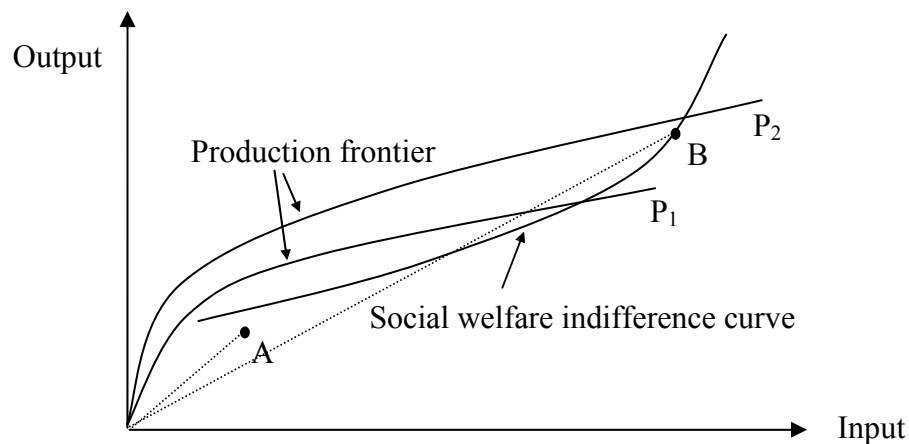 Output
Production frontier
P₂
B
P₁
Social welfare indifference curve
A
Input